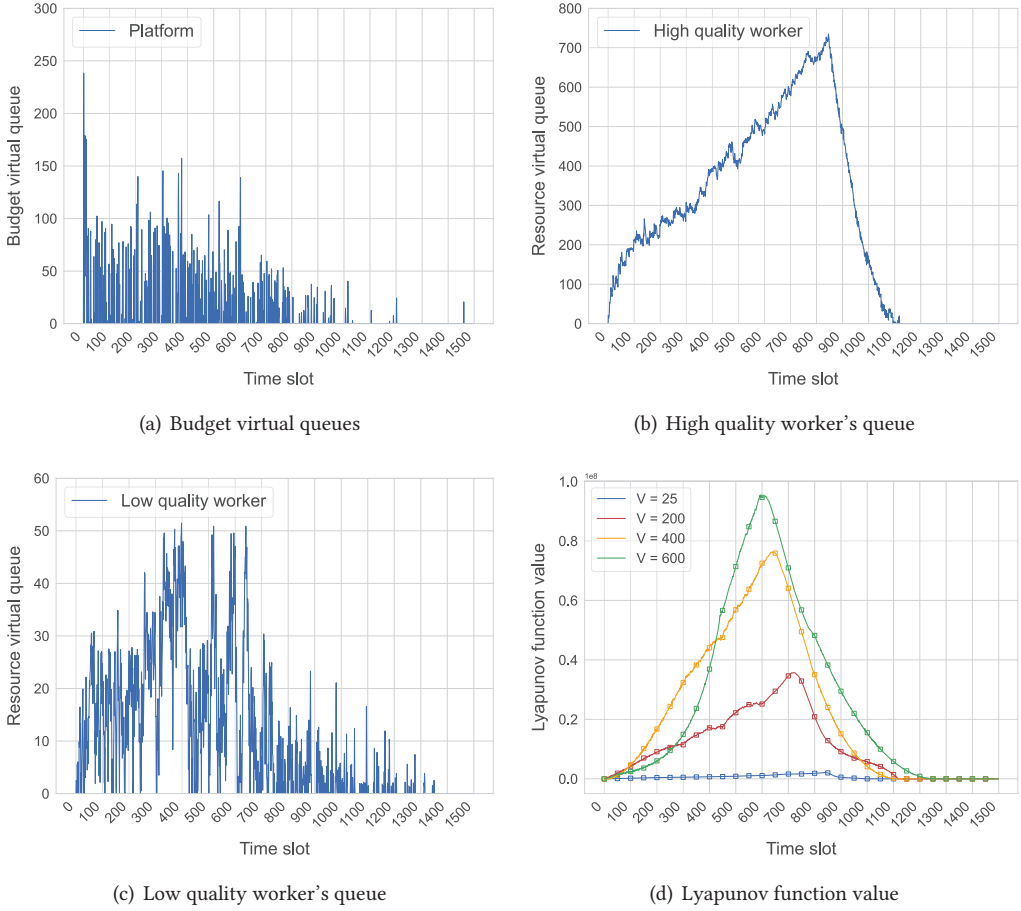 300
250
200
150
100
50
0
Budget virtual queue
Platform
0 100 200 300 400 500 600 700 800 900 1000 1100 1200 1300 1400 1500
Time slot
(a) Budget virtual queues
800
700
600
500
400
300
200
100
0
Resource virtual queue
High quality worker
0 100 200 300 400 500 600 700 800 900 1000 1100 1200 1300 1400 1500
Time slot
(b) High quality worker's queue
60
50
40
30
20
10
0
Resource virtual queue
Low quality worker
0 100 200 300 400 500 600 700 800 900 1000 1100 1200 1300 1400 1500
Time slot
(c) Low quality worker's queue
1e8
1.0
0.8
0.6
0.4
0.2
0.0
Lyapunov function value
V = 25
V = 200
V = 400
V = 600
0 100 200 300 400 500 600 700 800 900 1000 1100 1200 1300 1400 1500
Time slot
(d) Lyapunov function value